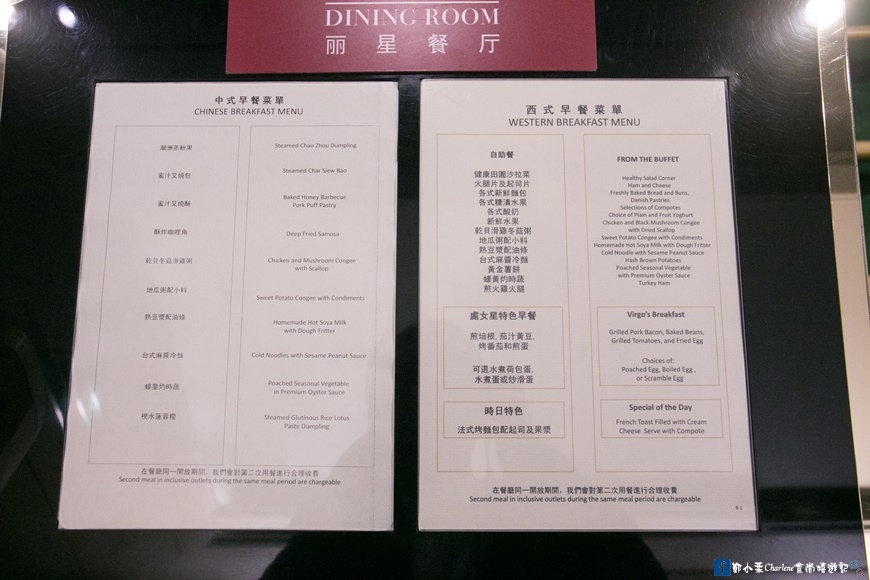 DINING ROOM
丽星餐厅
中式早餐菜單
CHINESE BREAKFAST MENU
潮洲蒸粉果
蜜汁叉燒包
蜜汁叉燒酥
酥炸咖哩角
乾貝冬菇滑雞粥
地瓜粥配小料
熱豆漿配油條
台式麻醬冷麵
蠔皇灼時蔬
梘水蓮蓉糭
Steamed Chao Zhou Dumpling
Steamed Char Siew Bao
Baked Honey Barbecue
Pork Puff Pastry
Deep Fried Samosa
Chicken and Mushroom Congee
with Scallop
Sweet Potato Congee with Condiments
Homemade Hot Soya Milk
with Dough Fritter
Cold Noodles with Sesame Peanut Sauce
Poached Seasonal Vegetable
in Premium Oyster Sauce
Steamed Glutinous Rice Lotus
Paste Dumpling
在餐廳同一開放期間，我們會對第二次用餐進行合理收費
Second meal in inclusive outlets during the same meal period are chargeable
西式早餐菜單
WESTERN BREAKFAST MENU
自助餐
健康田園沙拉菜
火腿片及起司片
各式新鮮麵包
各式糖漬水果
各式酸奶
新鮮水果
乾貝滑雞冬菇粥
地瓜粥配小料
熱豆漿配油條
台式麻醬冷麵
黃金薯餅
蠔黃灼時蔬
煎火雞火腿
處女星特色早餐
煎培根, 茄汁黃豆,
烤番茄和煎蛋
可選水煮荷包蛋,
水煮蛋或炒滑蛋
時日特色
法式烤麵包配起司及果漿
FROM THE BUFFET
Healthy Salad Corner
Ham and Cheese
Freshly Baked Bread and Buns,
Danish Pastries
Selections of Compotes
Choice of Plain and Fruit Yoghurt
Chicken and Black Mushroom Congee
with Dried Scallop
Sweet Potato Congee with Condiments
Homemade Hot Soya Milk with Dough Fritter
Cold Noodle with Sesame Peanut Sauce
Hash Brown Potatoes
Poached Seasonal Vegetable
with Premium Oyster Sauce
Turkey Ham
Virgo's Breakfast
Grilled Pork Bacon, Baked Beans,
Grilled Tomatoes, and Fried Egg
Choices of:
Poached Egg, Boiled Egg ,
or Scramble Egg
Special of the Day
French Toast Filled with Cream
Cheese Serve with Compote
在餐廳同一開放期間，我們會對第二次用餐進行合理收費
Second meal in inclusive outlets during the same meal period are chargeable
B-1
鄭小柔Charlene食尚嬉遊記